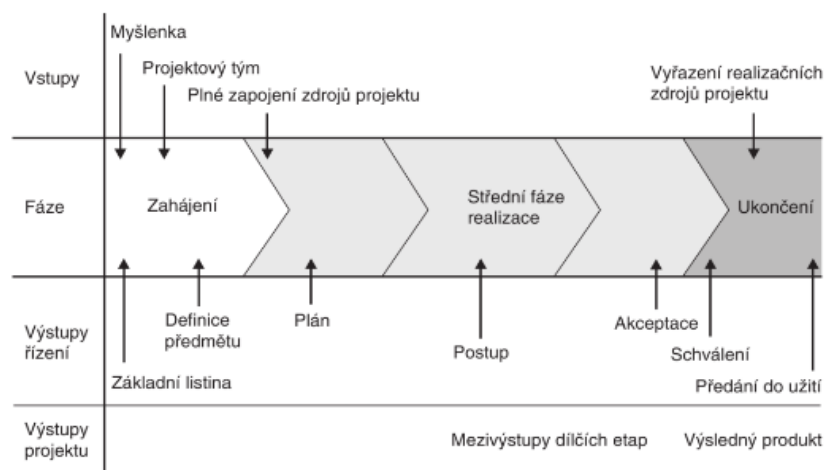 Myšlenka
Vstupy
Projektový tým
Plné zapojení zdrojů projektu
Vyřazení realizačních
zdrojů projektu
Fáze
Zahájení
Střední fáze
realizace
Ukončení
Výstupy
řízení
Definice
předmětu
Plán
Postup
Akceptace
Schválení
Základní listina
Předání do užití
Výstupy
projektu
Mezivýstupy dílčích etap
Výsledný produkt